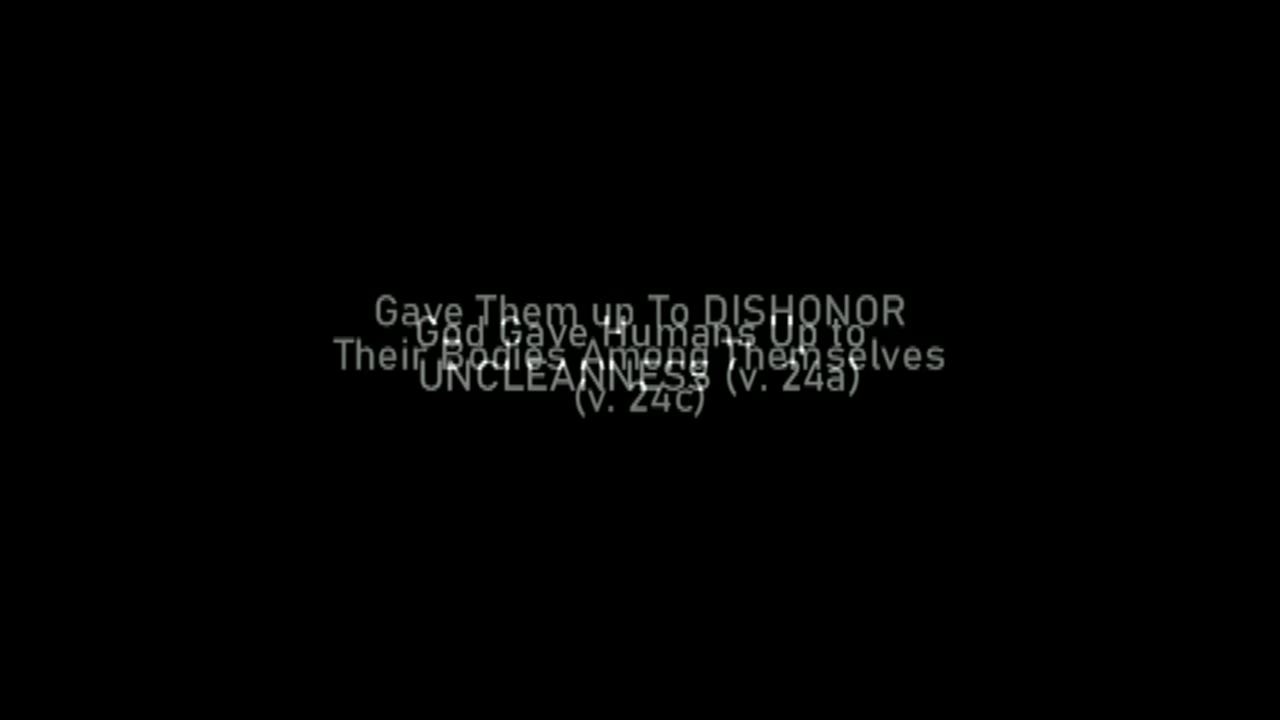 Gave Them up To DISHONOR
God Gave Humans Up to
Their Bodies Among Themselves
UNCLEANNESS (v. 24a)
(v. 24c)